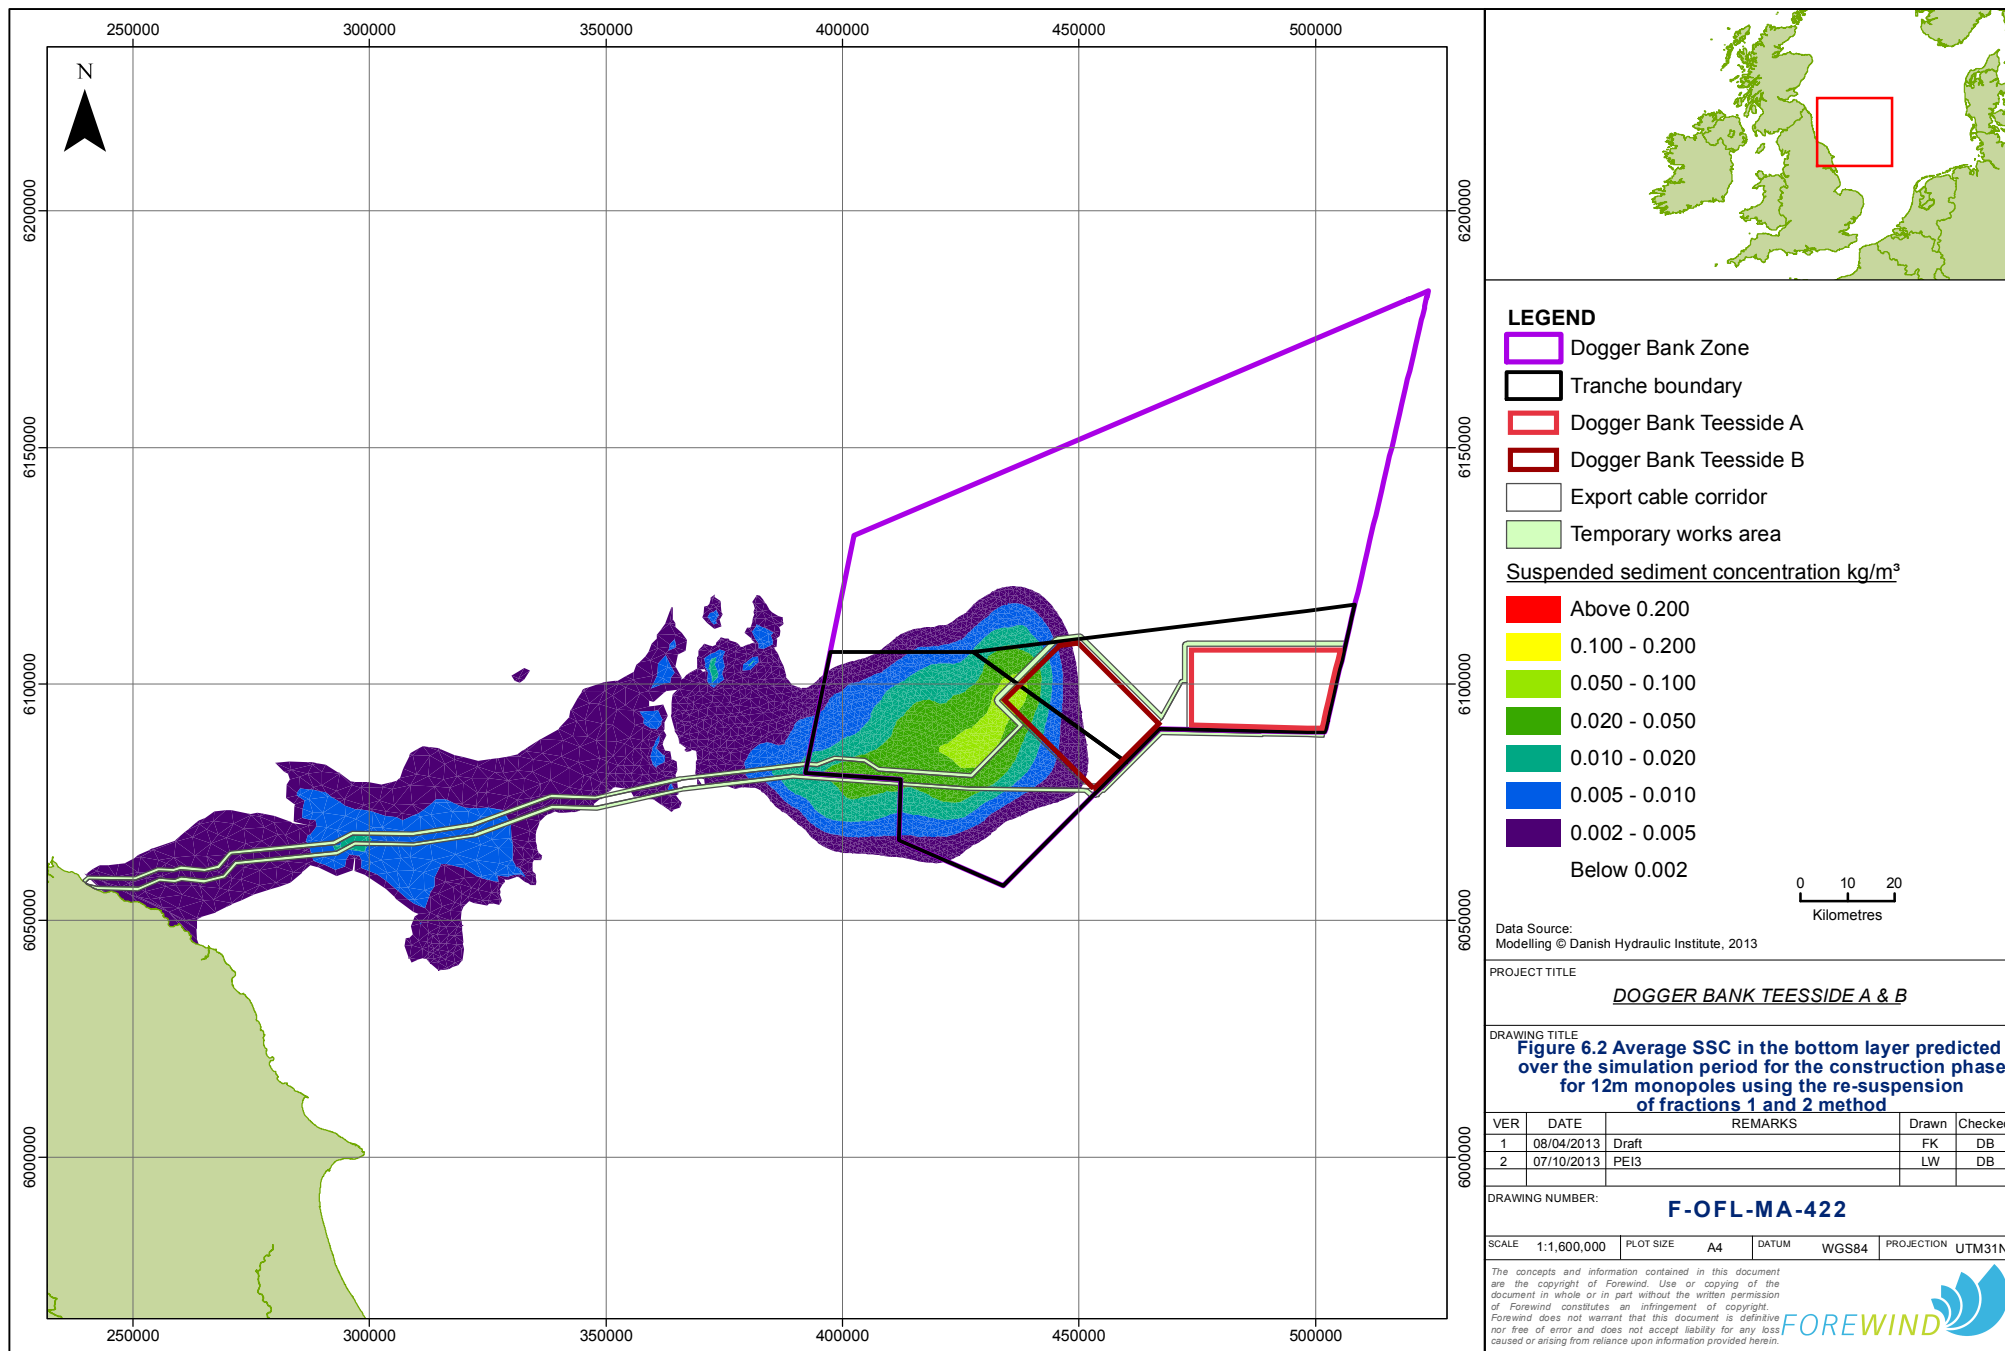 250000 300000 350000 400000 450000 500000
N
6200000 6200000
6150000 6150000
6100000 6100000
6050000 6050000
6000000 6000000
250000 300000 350000 400000 450000 500000
LEGEND
Dogger Bank Zone
Tranche boundary
Dogger Bank Teesside A
Dogger Bank Teesside B
Export cable corridor
Temporary works area
Suspended sediment concentration kg/m³
Above 0.200
0.100 - 0.200
0.050 - 0.100
0.020 - 0.050
0.010 - 0.020
0.005 - 0.010
0.002 - 0.005
Below 0.002
0 10 20
Kilometres
Data Source:
Modelling © Danish Hydraulic Institute, 2013
PROJECT TITLE
DOGGER BANK TEESSIDE A & B
DRAWING TITLE
Figure 6.2 Average SSC in the bottom layer predicted
over the simulation period for the construction phase
for 12m monopoles using the re-suspension
of fractions 1 and 2 method
VER DATE REMARKS Drawn Checked
1 08/04/2013 Draft FK DB
2 07/10/2013 PEI3 LW DB
DRAWING NUMBER:
F-OFL-MA-422
SCALE 1:1,600,000 PLOT SIZE A4 DATUM WGS84 PROJECTION UTM31N
The concepts and information contained in this document
are the copyright of Forewind. Use or copying of the
document in whole or in part without the written permission
of Forewind constitutes an infringement of copyright.
Forewind does not warrant that this document is definitive
nor free of error and does not accept liability for any loss
caused or arising from reliance upon information provided herein.
FOREWIND